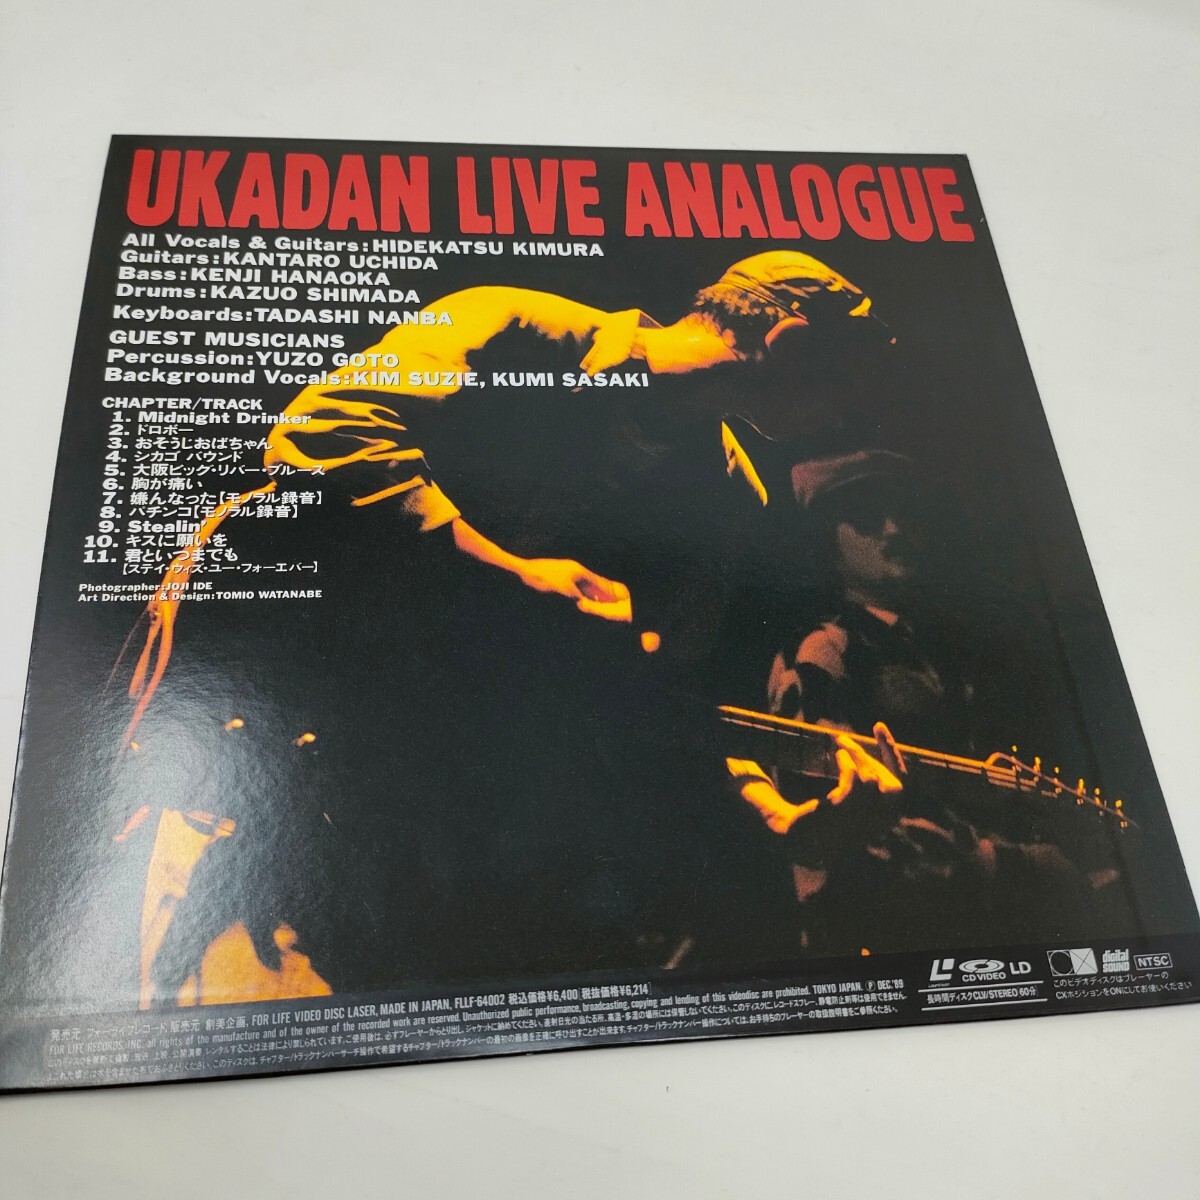 UKADAN LIVE ANALOGUE
All Vocals & Guitars:HIDEKATSU KIMURA
Guitars:KANTARO UCHIDA
Bass:KENJI HANAOKA
Drums:KAZUO SHIMADA
Keyboards:TADASHI NANBA
GUEST MUSICIANS
Percussion:YUZO GOTO
Background Vocals:KIM SUZIE, KUMI SASAKI
CHAPTER/TRACK
1. Midnight Drinker
2. ドロボー
3. おそうじおばちゃん
4. シカゴ バウンド
5. 大阪ビッグ・リバー・ブルース
6. 胸が痛い
7. 嫌んなった【モノラル録音】
8. パチンコ【モノラル録音】
9. Stealin'
10. キスに願いを
11. 君といつまでも
【ステイ・ウィズ・ユー・フォーエバー】
Photographer:JOJI IDE
Art Direction & Design:TOMIO WATANABE
CD VIDEO LD
digital SOUND
NTSC
長時間ディスクCLV/STEREO 60分
このビデオディスクはプレーヤーの
CXポジションをONにしてお使いください
発売元 フォーライフレコード 販売元 創美企画, FOR LIFE VIDEO DISC LASER, MADE IN JAPAN. FLLF-64002 税込価格¥6,400 [税抜価格¥6,214]
FOR LIFE RECORDS, INC. all rights of the manufacture and of the owner of the recorded work are reserved. Unauthorized public performance, broadcasting, copying and lending of this videodisc are prohibited. TOKYO JAPAN. Ⓟ DEC.'89